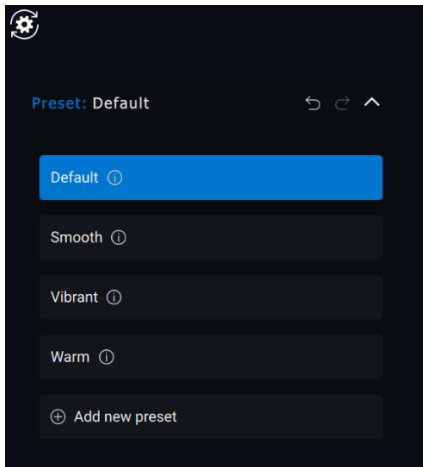 Preset: Default
Default
Smooth
Vibrant
Warm
Add new preset